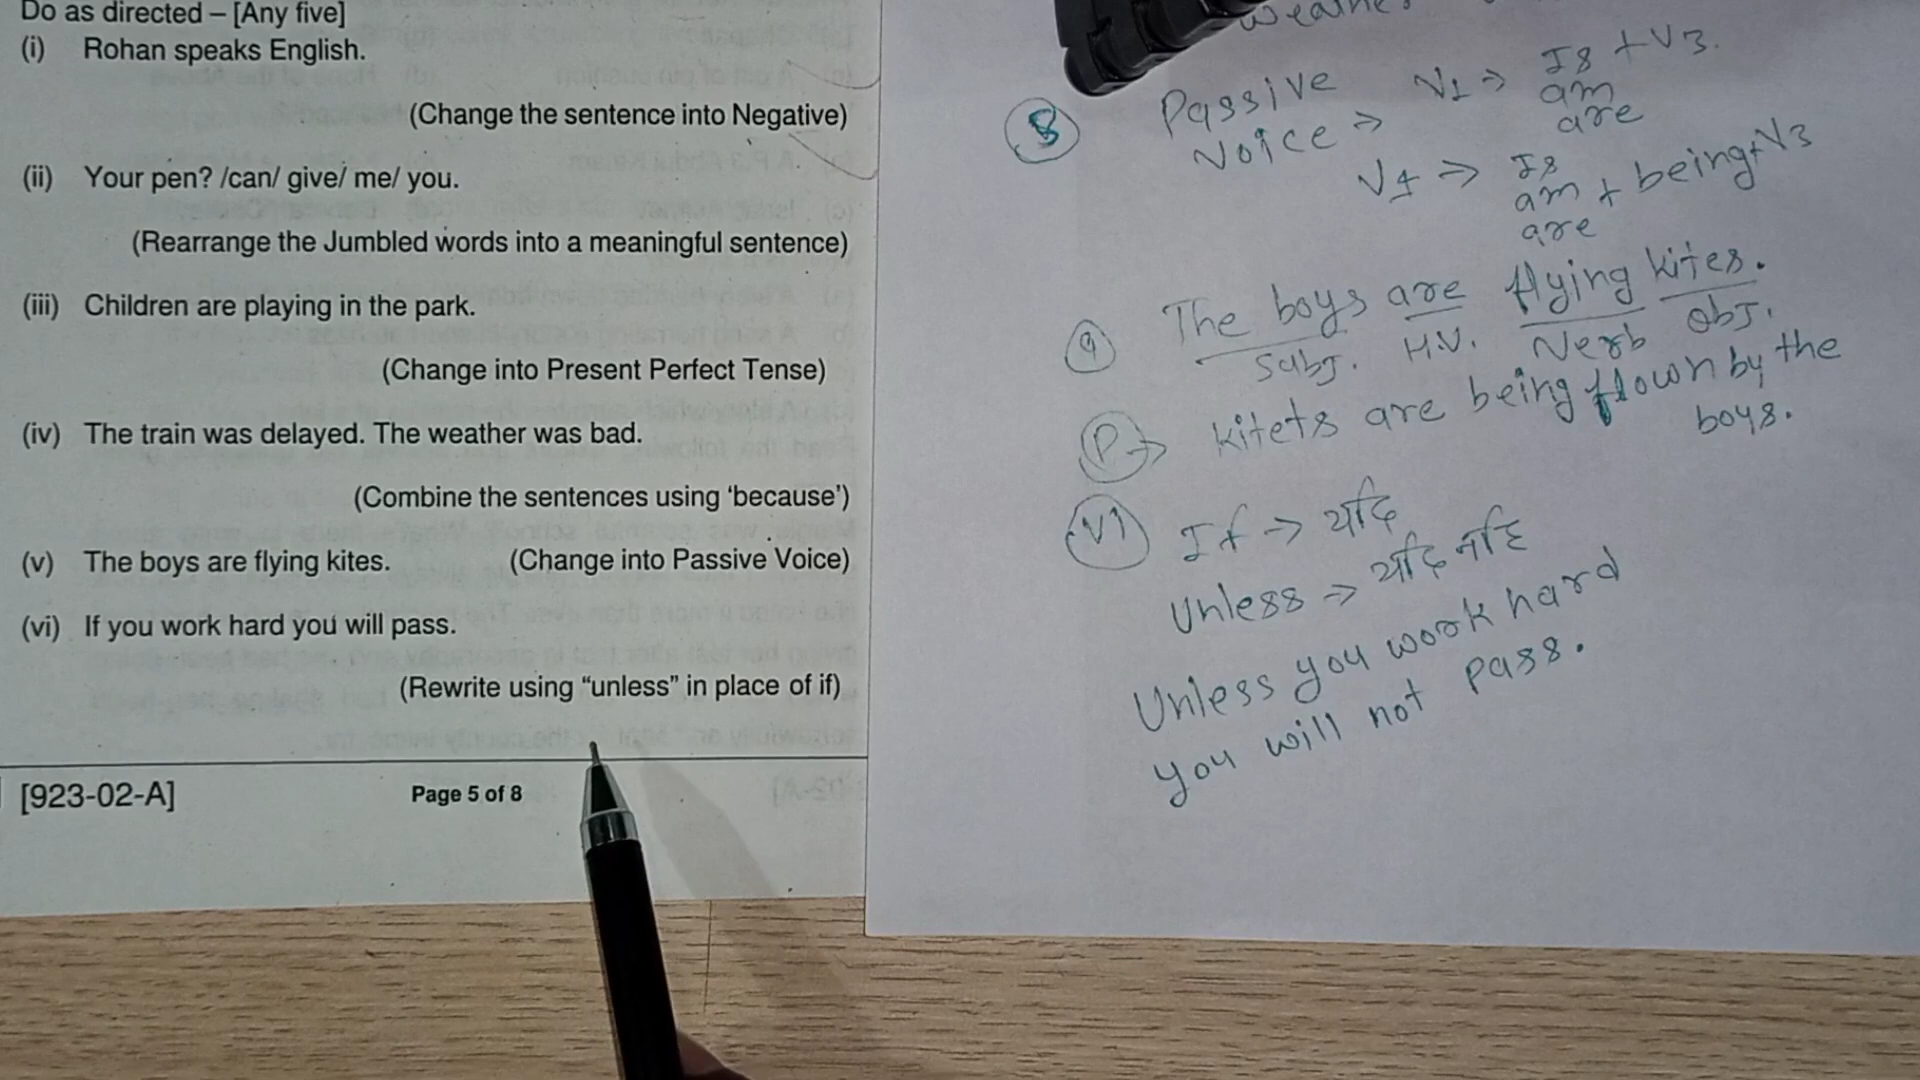 Do as directed – [Any five]
(i) Rohan speaks English.
(Change the sentence into Negative)
(ii) Your pen? /can/ give/ me/ you.
(Rearrange the Jumbled words into a meaningful sentence)
(iii) Children are playing in the park.
(Change into Present Perfect Tense)
(iv) The train was delayed. The weather was bad.
(Combine the sentences using ‘because’)
(v) The boys are flying kites. (Change into Passive Voice)
(vi) If you work hard you will pass.
(Rewrite using “unless” in place of if)
[923-02-A] Page 5 of 8
8 Passive V1 ⇒ Is + V3.
am
Voice ⇒ are
V4 ⇒ Is
am + being + V3
are
The boys are flying kites.
Subj. H.V. Verb Obj.
P → kitets are being flown by the
boys.
VI If → यदि
Unless → यदि नहि
Unless you work hard
you will not pass.